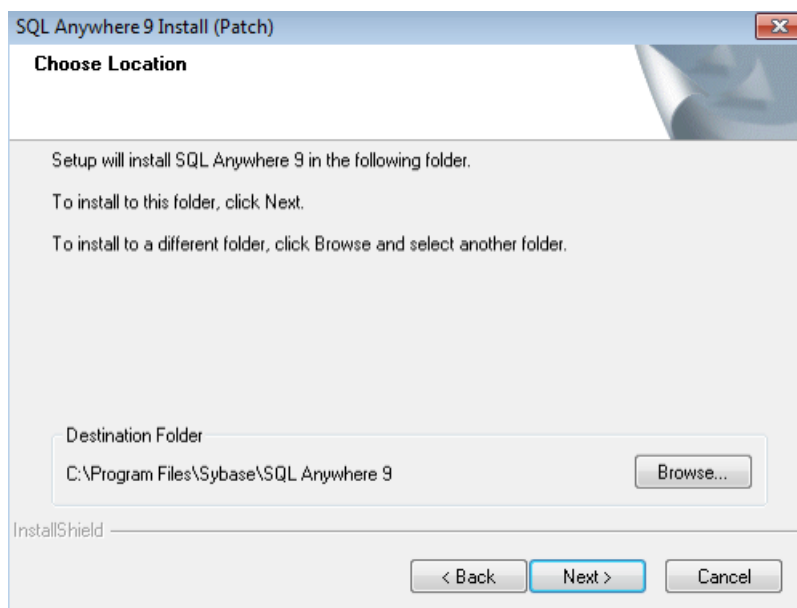 SQL Anywhere 9 Install (Patch)
Choose Location
Setup will install SQL Anywhere 9 in the following folder.
To install to this folder, click Next.
To install to a different folder, click Browse and select another folder.
Destination Folder
C:\Program Files\Sybase\SQL Anywhere 9
Browse...
InstallShield
< Back
Next >
Cancel